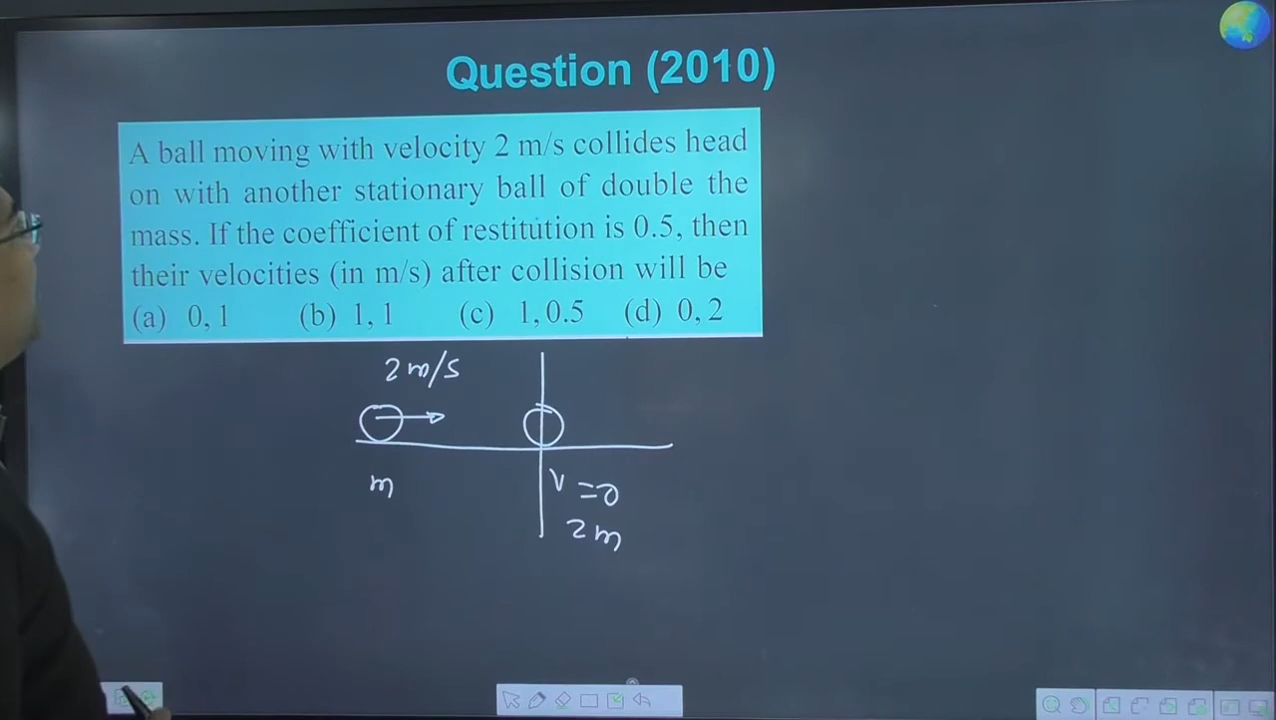 Question (2010)
A ball moving with velocity 2 m/s collides head
on with another stationary ball of double the
mass. If the coefficient of restitution is 0.5, then
their velocities (in m/s) after collision will be
(a) 0, 1 (b) 1, 1 (c) 1, 0.5 (d) 0, 2
2 m/s
m
v = 0
2m